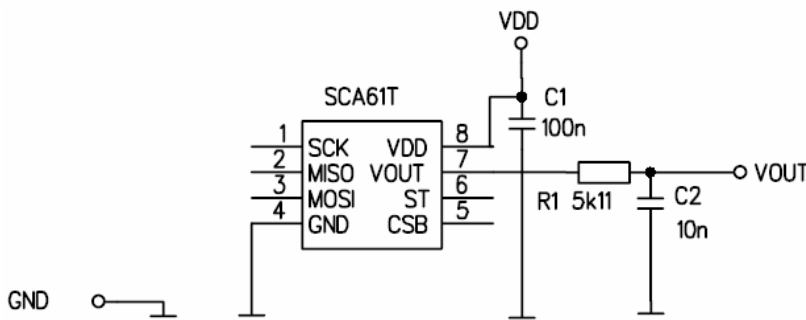 VDD
SCA61T
C1
100n
1 SCK VDD 8
2 MISO VOUT 7
3 MOSI ST 6
4 GND CSB 5
R1 5k11
C2
10n
VOUT
GND